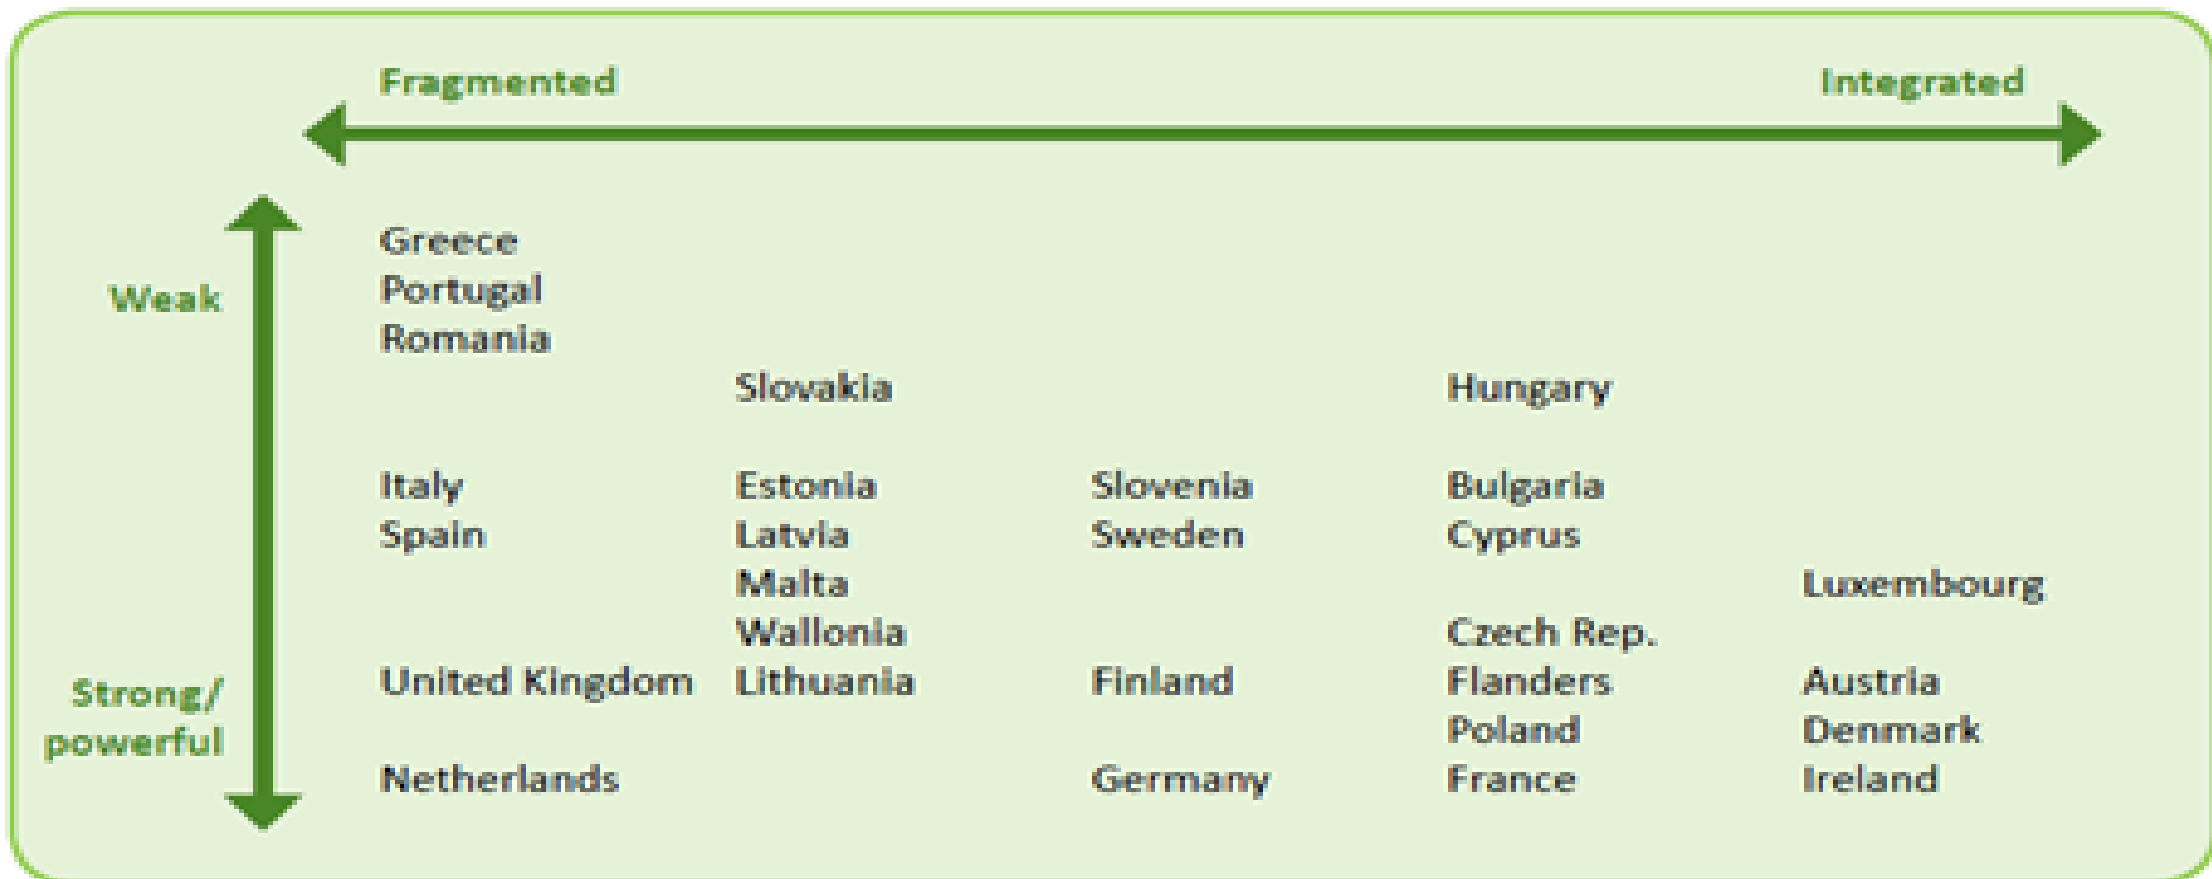 Fragmented Integrated
Greece
Weak Portugal
Romania
Slovakia Hungary
Italy Estonia Slovenia Bulgaria
Spain Latvia Sweden Cyprus
Malta Luxembourg
Wallonia Czech Rep.
Strong/ United Kingdom Lithuania Finland Flanders Austria
powerful Poland Denmark
Netherlands Germany France Ireland